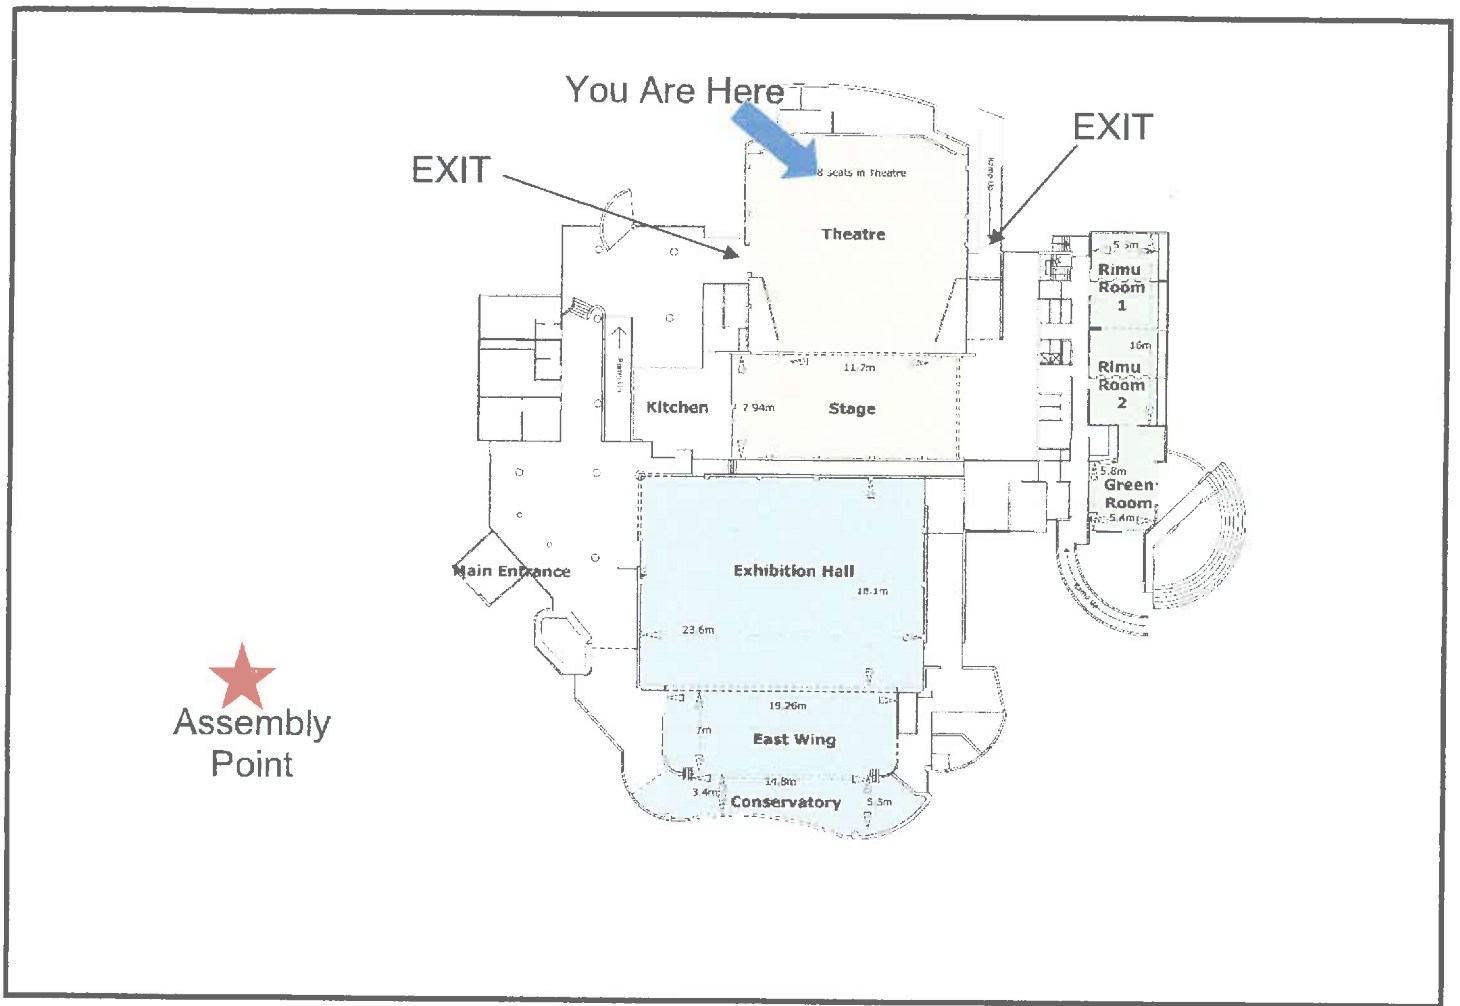 You Are Here
EXIT
EXIT
8 seats in Theatre
Theatre
Rimu
Room
1
16m
Rimu
Room
2
11.7m
Kitchen
7.94m
Stage
5.8m
Green
Room
5.4m
Main Entrance
Exhibition Hall
18.1m
23.6m
Assembly
Point
19.26m
7m
East Wing
14.8m
3.4m
Conservatory